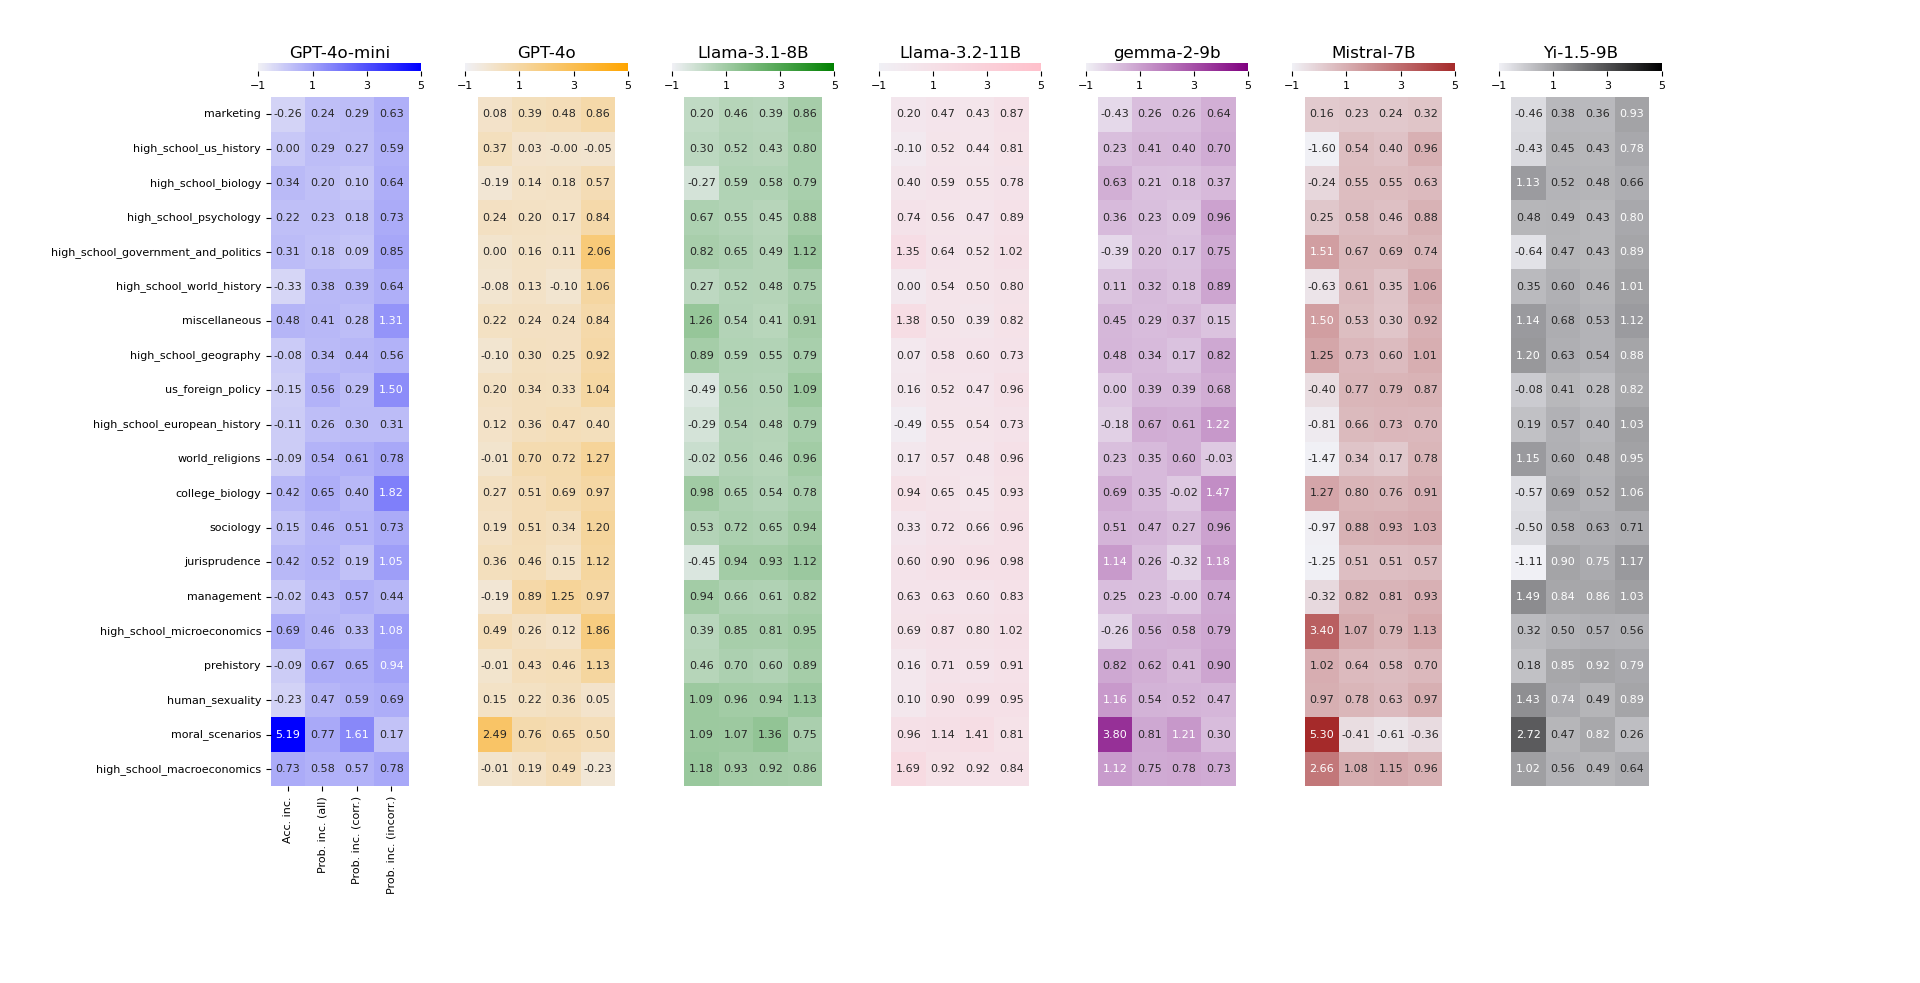 GPT-4o-mini GPT-4o Llama-3.1-8B Llama-3.2-11B gemma-2-9b Mistral-7B Yi-1.5-9B
−1 1 3 5 −1 1 3 5 −1 1 3 5 −1 1 3 5 −1 1 3 5 −1 1 3 5 −1 1 3 5
marketing -0.26 0.24 0.29 0.63 0.08 0.39 0.48 0.86 0.20 0.46 0.39 0.86 0.20 0.47 0.43 0.87 -0.43 0.26 0.26 0.64 0.16 0.23 0.24 0.32 -0.46 0.38 0.36 0.93
high_school_us_history 0.00 0.29 0.27 0.59 0.37 0.03 -0.00 -0.05 0.30 0.52 0.43 0.80 -0.10 0.52 0.44 0.81 0.23 0.41 0.40 0.70 -1.60 0.54 0.40 0.96 -0.43 0.45 0.43 0.78
high_school_biology 0.34 0.20 0.10 0.64 -0.19 0.14 0.18 0.57 -0.27 0.59 0.58 0.79 0.40 0.59 0.55 0.78 0.63 0.21 0.18 0.37 -0.24 0.55 0.55 0.63 1.13 0.52 0.48 0.66
high_school_psychology 0.22 0.23 0.18 0.73 0.24 0.20 0.17 0.84 0.67 0.55 0.45 0.88 0.74 0.56 0.47 0.89 0.36 0.23 0.09 0.96 0.25 0.58 0.46 0.88 0.48 0.49 0.43 0.80
high_school_government_and_politics 0.31 0.18 0.09 0.85 0.00 0.16 0.11 2.06 0.82 0.65 0.49 1.12 1.35 0.64 0.52 1.02 -0.39 0.20 0.17 0.75 1.51 0.67 0.69 0.74 -0.64 0.47 0.43 0.89
high_school_world_history -0.33 0.38 0.39 0.64 -0.08 0.13 -0.10 1.06 0.27 0.52 0.48 0.75 0.00 0.54 0.50 0.80 0.11 0.32 0.18 0.89 -0.63 0.61 0.35 1.06 0.35 0.60 0.46 1.01
miscellaneous 0.48 0.41 0.28 1.31 0.22 0.24 0.24 0.84 1.26 0.54 0.41 0.91 1.38 0.50 0.39 0.82 0.45 0.29 0.37 0.15 1.50 0.53 0.30 0.92 1.14 0.68 0.53 1.12
high_school_geography -0.08 0.34 0.44 0.56 -0.10 0.30 0.25 0.92 0.89 0.59 0.55 0.79 0.07 0.58 0.60 0.73 0.48 0.34 0.17 0.82 1.25 0.73 0.60 1.01 1.20 0.63 0.54 0.88
us_foreign_policy -0.15 0.56 0.29 1.50 0.20 0.34 0.33 1.04 -0.49 0.56 0.50 1.09 0.16 0.52 0.47 0.96 0.00 0.39 0.39 0.68 -0.40 0.77 0.79 0.87 -0.08 0.41 0.28 0.82
high_school_european_history -0.11 0.26 0.30 0.31 0.12 0.36 0.47 0.40 -0.29 0.54 0.48 0.79 -0.49 0.55 0.54 0.73 -0.18 0.67 0.61 1.22 -0.81 0.66 0.73 0.70 0.19 0.57 0.40 1.03
world_religions -0.09 0.54 0.61 0.78 -0.01 0.70 0.72 1.27 -0.02 0.56 0.46 0.96 0.17 0.57 0.48 0.96 0.23 0.35 0.60 -0.03 -1.47 0.34 0.17 0.78 1.15 0.60 0.48 0.95
college_biology 0.42 0.65 0.40 1.82 0.27 0.51 0.69 0.97 0.98 0.65 0.54 0.78 0.94 0.65 0.45 0.93 0.69 0.35 -0.02 1.47 1.27 0.80 0.76 0.91 -0.57 0.69 0.52 1.06
sociology 0.15 0.46 0.51 0.73 0.19 0.51 0.34 1.20 0.53 0.72 0.65 0.94 0.33 0.72 0.66 0.96 0.51 0.47 0.27 0.96 -0.97 0.88 0.93 1.03 -0.50 0.58 0.63 0.71
jurisprudence 0.42 0.52 0.19 1.05 0.36 0.46 0.15 1.12 -0.45 0.94 0.93 1.12 0.60 0.90 0.96 0.98 1.14 0.26 -0.32 1.18 -1.25 0.51 0.51 0.57 -1.11 0.90 0.75 1.17
management -0.02 0.43 0.57 0.44 -0.19 0.89 1.25 0.97 0.94 0.66 0.61 0.82 0.63 0.63 0.60 0.83 0.25 0.23 -0.00 0.74 -0.32 0.82 0.81 0.93 1.49 0.84 0.86 1.03
high_school_microeconomics 0.69 0.46 0.33 1.08 0.49 0.26 0.12 1.86 0.39 0.85 0.81 0.95 0.69 0.87 0.80 1.02 -0.26 0.56 0.58 0.79 3.40 1.07 0.79 1.13 0.32 0.50 0.57 0.56
prehistory -0.09 0.67 0.65 0.94 -0.01 0.43 0.46 1.13 0.46 0.70 0.60 0.89 0.16 0.71 0.59 0.91 0.82 0.62 0.41 0.90 1.02 0.64 0.58 0.70 0.18 0.85 0.92 0.79
human_sexuality -0.23 0.47 0.59 0.69 0.15 0.22 0.36 0.05 1.09 0.96 0.94 1.13 0.10 0.90 0.99 0.95 1.16 0.54 0.52 0.47 0.97 0.78 0.63 0.97 1.43 0.74 0.49 0.89
moral_scenarios 5.19 0.77 1.61 0.17 2.49 0.76 0.65 0.50 1.09 1.07 1.36 0.75 0.96 1.14 1.41 0.81 3.80 0.81 1.21 0.30 5.30 -0.41 -0.61 -0.36 2.72 0.47 0.82 0.26
high_school_macroeconomics 0.73 0.58 0.57 0.78 -0.01 0.19 0.49 -0.23 1.18 0.93 0.92 0.86 1.69 0.92 0.92 0.84 1.12 0.75 0.78 0.73 2.66 1.08 1.15 0.96 1.02 0.56 0.49 0.64
Acc. inc.
Prob. inc. (all)
Prob. inc. (corr.)
Prob. inc. (incorr.)